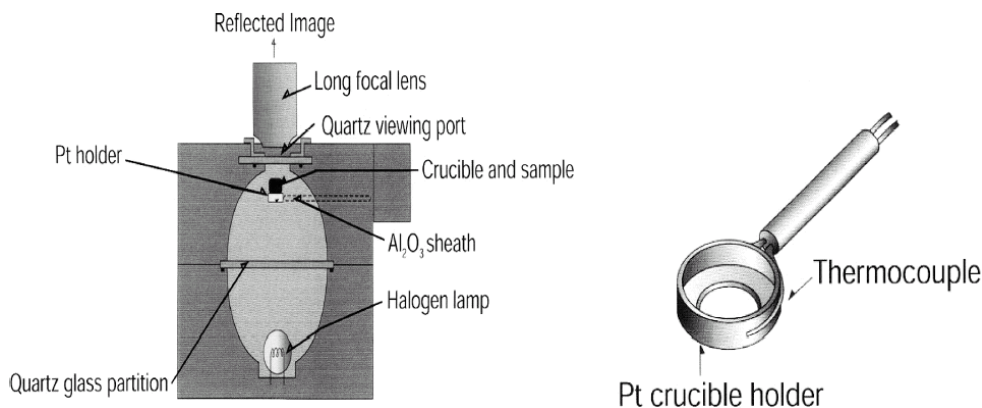 Reflected Image
Long focal lens
Quartz viewing port
Pt holder
Crucible and sample
Al₂O₃ sheath
Halogen lamp
Quartz glass partition
Thermocouple
Pt crucible holder